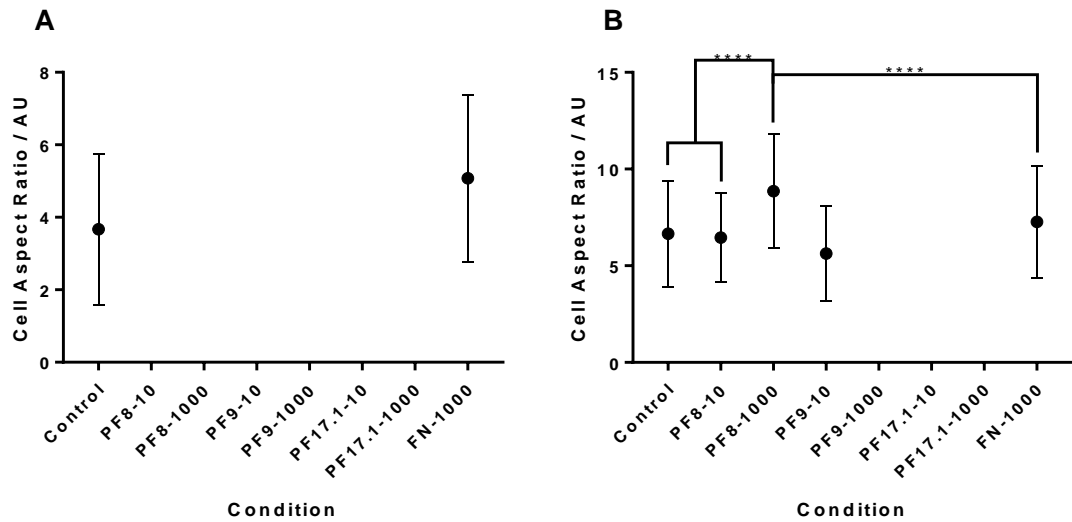 A
Cell Aspect Ratio / AU
8
6
4
2
0
Control
PF8-10
PF8-1000
PF9-10
PF9-1000
PF17.1-10
PF17.1-1000
FN-1000
Condition
B
Cell Aspect Ratio / AU
15
10
5
0
****
****
Control
PF8-10
PF8-1000
PF9-10
PF9-1000
PF17.1-10
PF17.1-1000
FN-1000
Condition